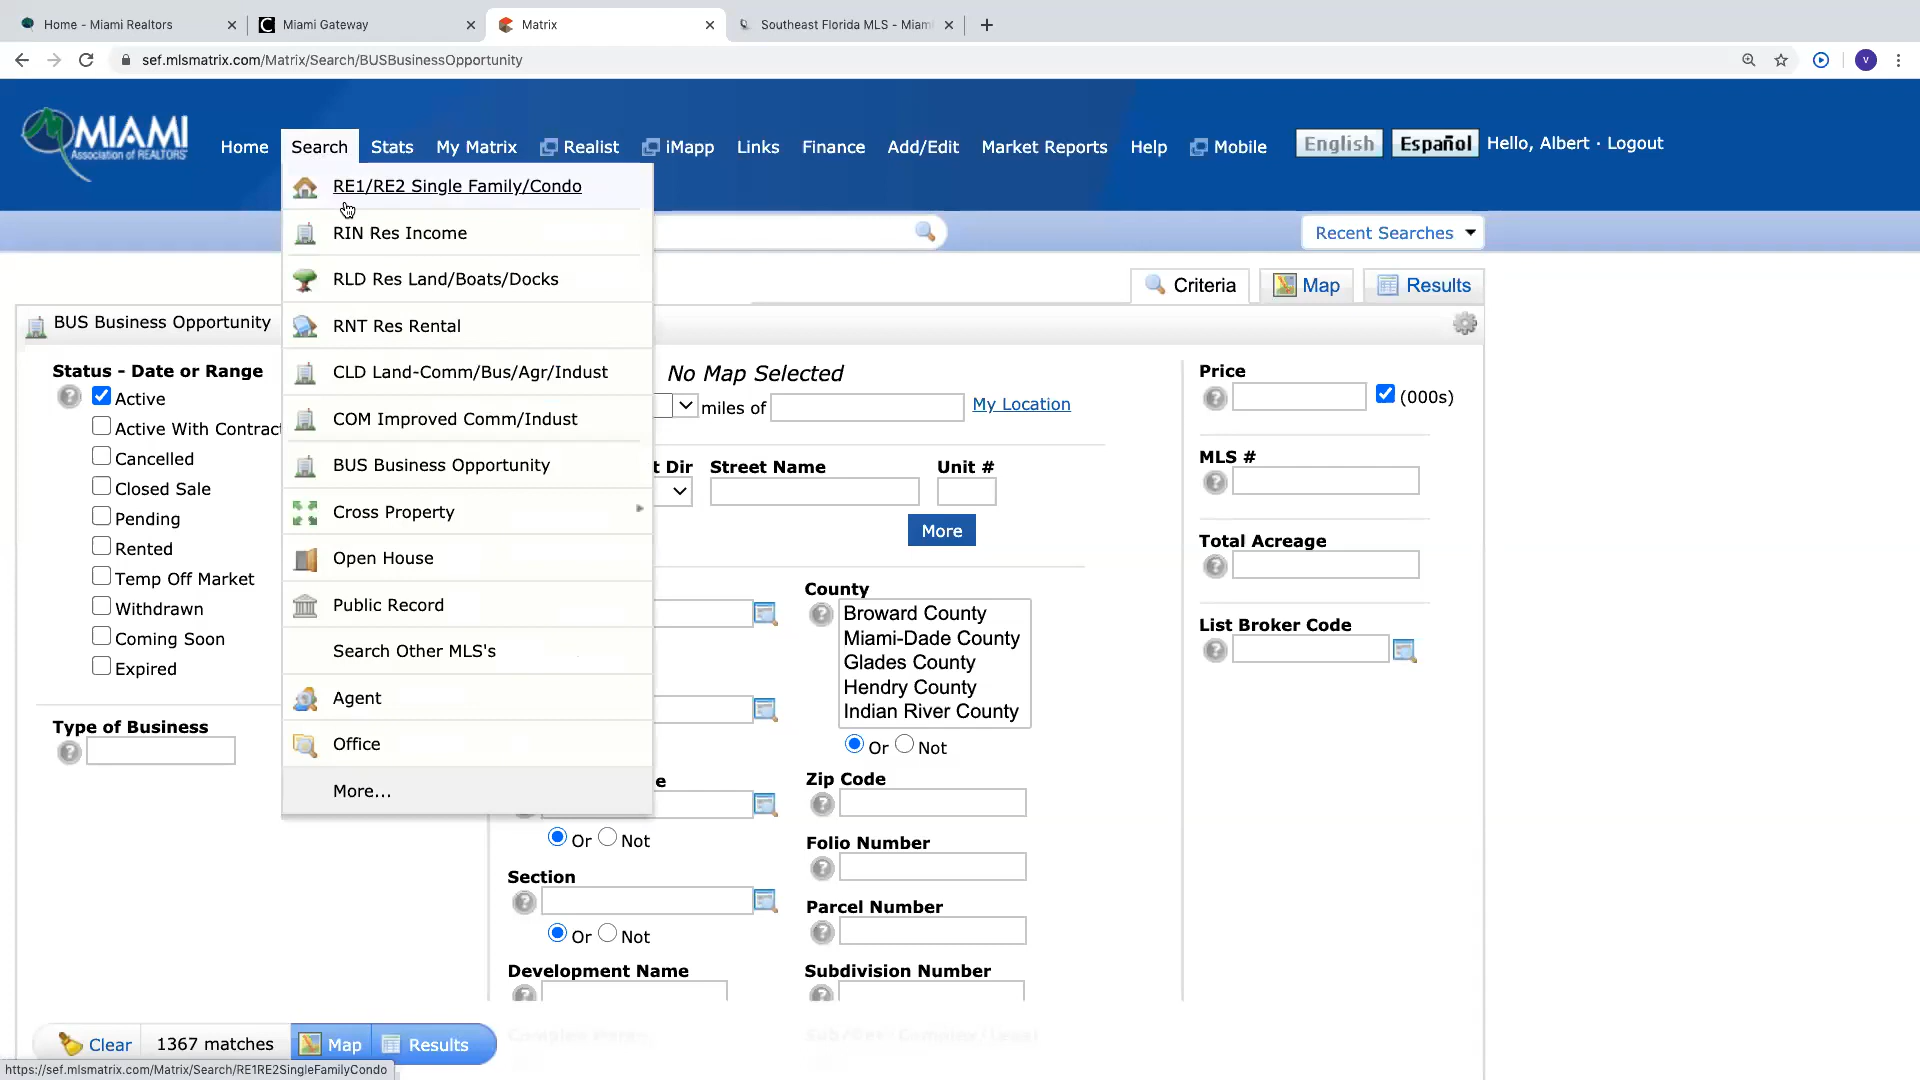 Home - Miami Realtors
Miami Gateway
Matrix
Southeast Florida MLS - Miami
sef.mlsmatrix.com/Matrix/Search/BUSBusinessOpportunity
V
MIAMI
Association of REALTORS®
Home
Search
Stats
My Matrix
Realist
iMapp
Links
Finance
Add/Edit
Market Reports
Help
Mobile
English
Español
Hello, Albert · Logout
RE1/RE2 Single Family/Condo
RIN Res Income
RLD Res Land/Boats/Docks
RNT Res Rental
CLD Land-Comm/Bus/Agr/Indust
COM Improved Comm/Indust
BUS Business Opportunity
Cross Property
Open House
Public Record
Search Other MLS's
Agent
Office
More...
Recent Searches
Criteria
Map
Results
BUS Business Opportunity
Status - Date or Range
Active
Active With Contract
Cancelled
Closed Sale
Pending
Rented
Temp Off Market
Withdrawn
Coming Soon
Expired
Type of Business
No Map Selected
miles of
My Location
t Dir
Street Name
Unit #
More
County
Broward County
Miami-Dade County
Glades County
Hendry County
Indian River County
Or Not
e
Or Not
Zip Code
Folio Number
Section
Or Not
Parcel Number
Development Name
Subdivision Number
Price
(000s)
MLS #
Total Acreage
List Broker Code
Clear
1367 matches
Map
Results
https://sef.mlsmatrix.com/Matrix/Search/RE1RE2SingleFamilyCondo